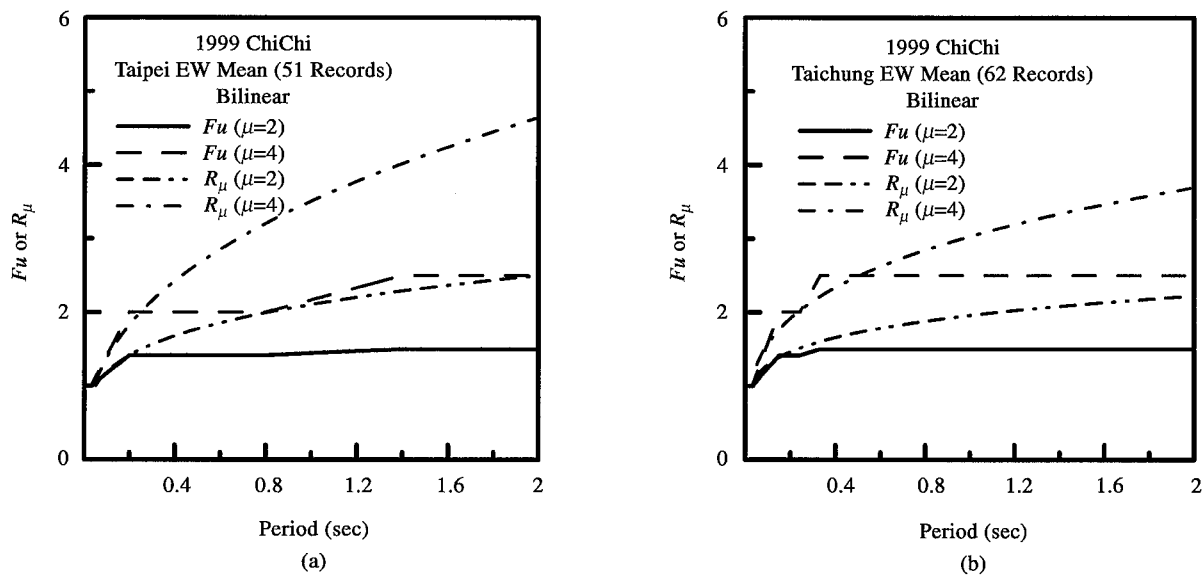 6
1999 ChiChi
Taipei EW Mean (51 Records)
Bilinear
Fu (μ=2)
Fu (μ=4)
Rμ (μ=2)
Rμ (μ=4)
4
2
0
Fu or Rμ
0.4 0.8 1.2 1.6 2
Period (sec)
(a)
6
1999 ChiChi
Taichung EW Mean (62 Records)
Bilinear
Fu (μ=2)
Fu (μ=4)
Rμ (μ=2)
Rμ (μ=4)
4
2
0
Fu or Rμ
0.4 0.8 1.2 1.6 2
Period (sec)
(b)